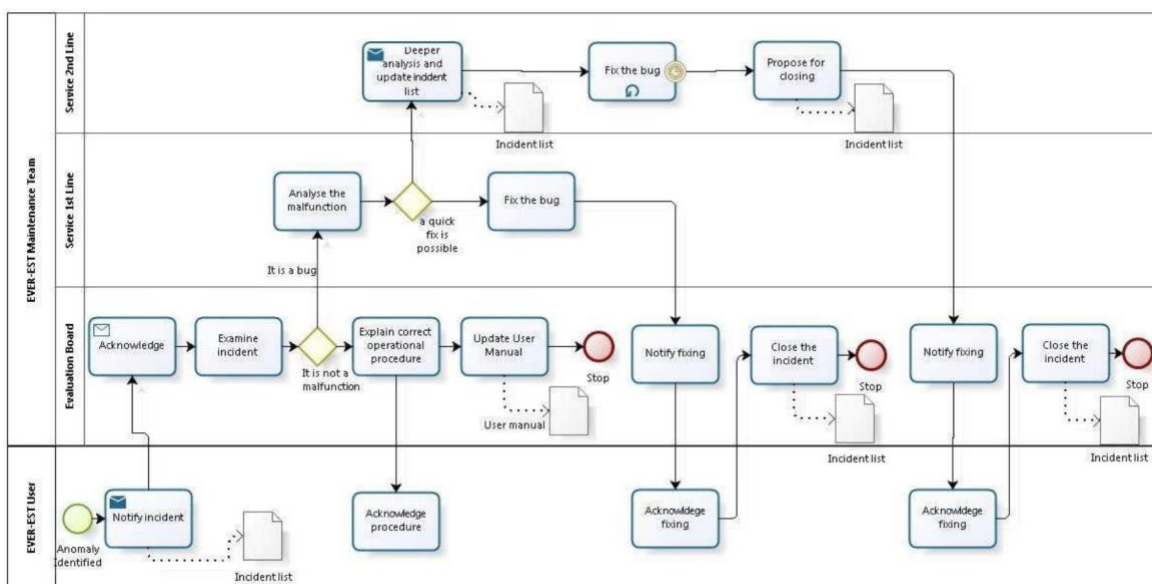 EVER-EST Maintenance Team
Service 2nd Line
Deeper
analysis and
update inddent
list
Incident list
Fix the bug
Propose for
closing
Incident list
Service 1st Line
Analyse the
malfunction
a quick
fix is
possible
Fix the bug
It is a bug
Evaluation Board
Acknowledge
Examine
incident
It is not a
malfunction
Explain correct
operational
procedure
Update User
Manual
User manual
Stop
Notify fixing
Close the
incident
Stop
Incident list
Notify fixing
Close the
incident
Stop
Incident list
EVER-EST User
Anomaly
Identified
Notify incident
Incident list
Acknowledge
procedure
Acknowldege
fixing
Acknowldege
fixing